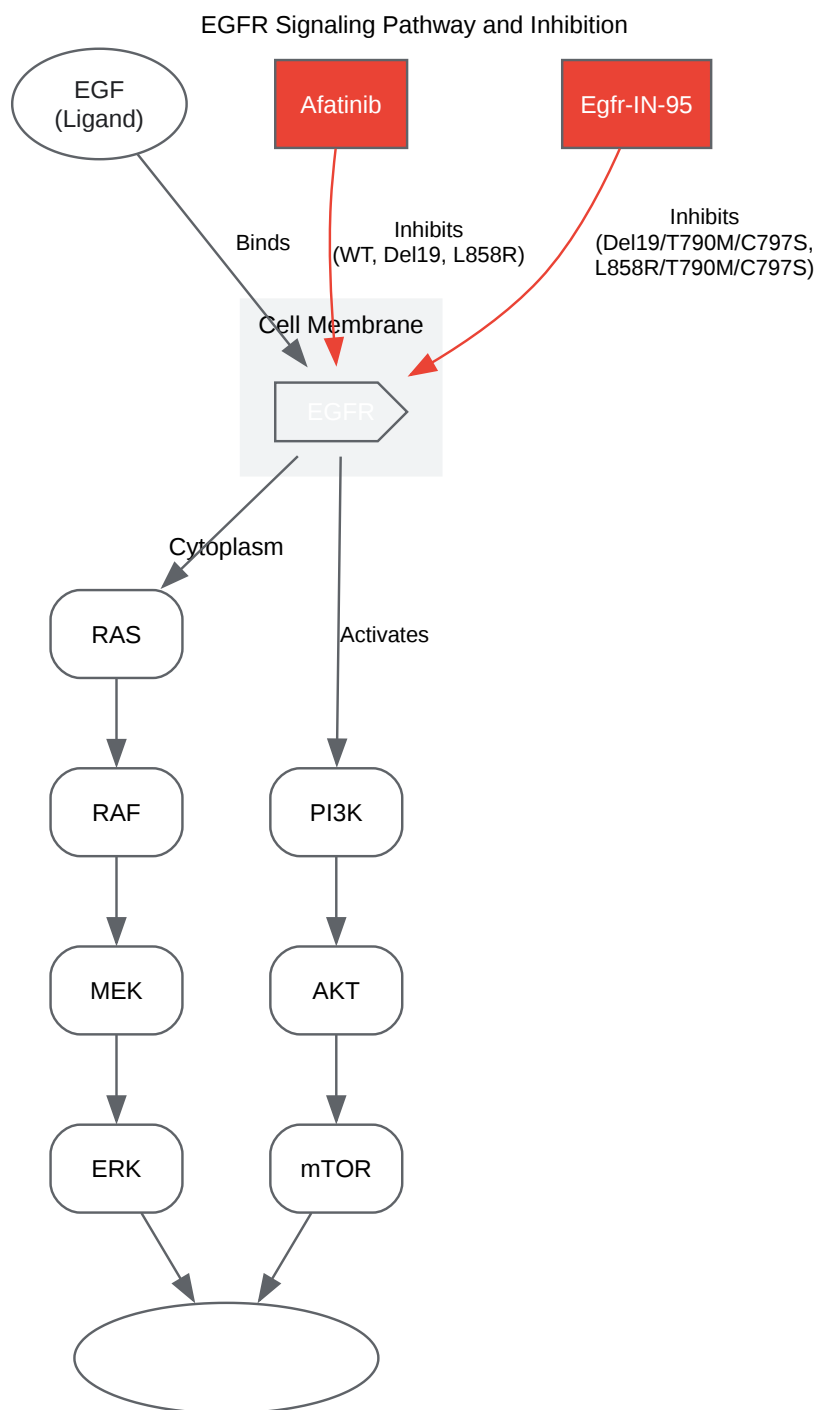 EGFR Signaling Pathway and Inhibition
EGF
(Ligand)
Afatinib
Egfr-IN-95
Binds
Inhibits
(WT, Del19, L858R)
Inhibits
(Del19/T790M/C797S,
L858R/T790M/C797S)
Cell Membrane
EGFR
Cytoplasm
RAS
Activates
RAF
PI3K
MEK
AKT
ERK
mTOR